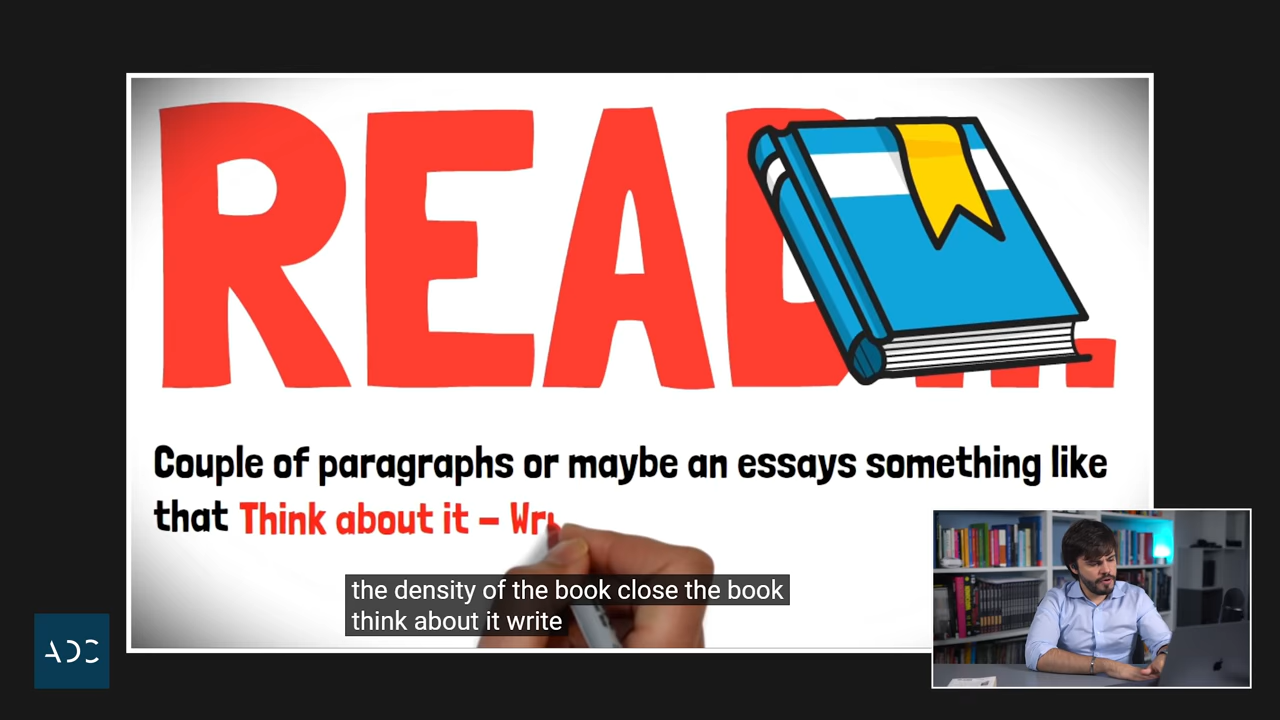 READ...
Couple of paragraphs or maybe an essays something like
that Think about it – Wri
the density of the book close the book
think about it write
ADC